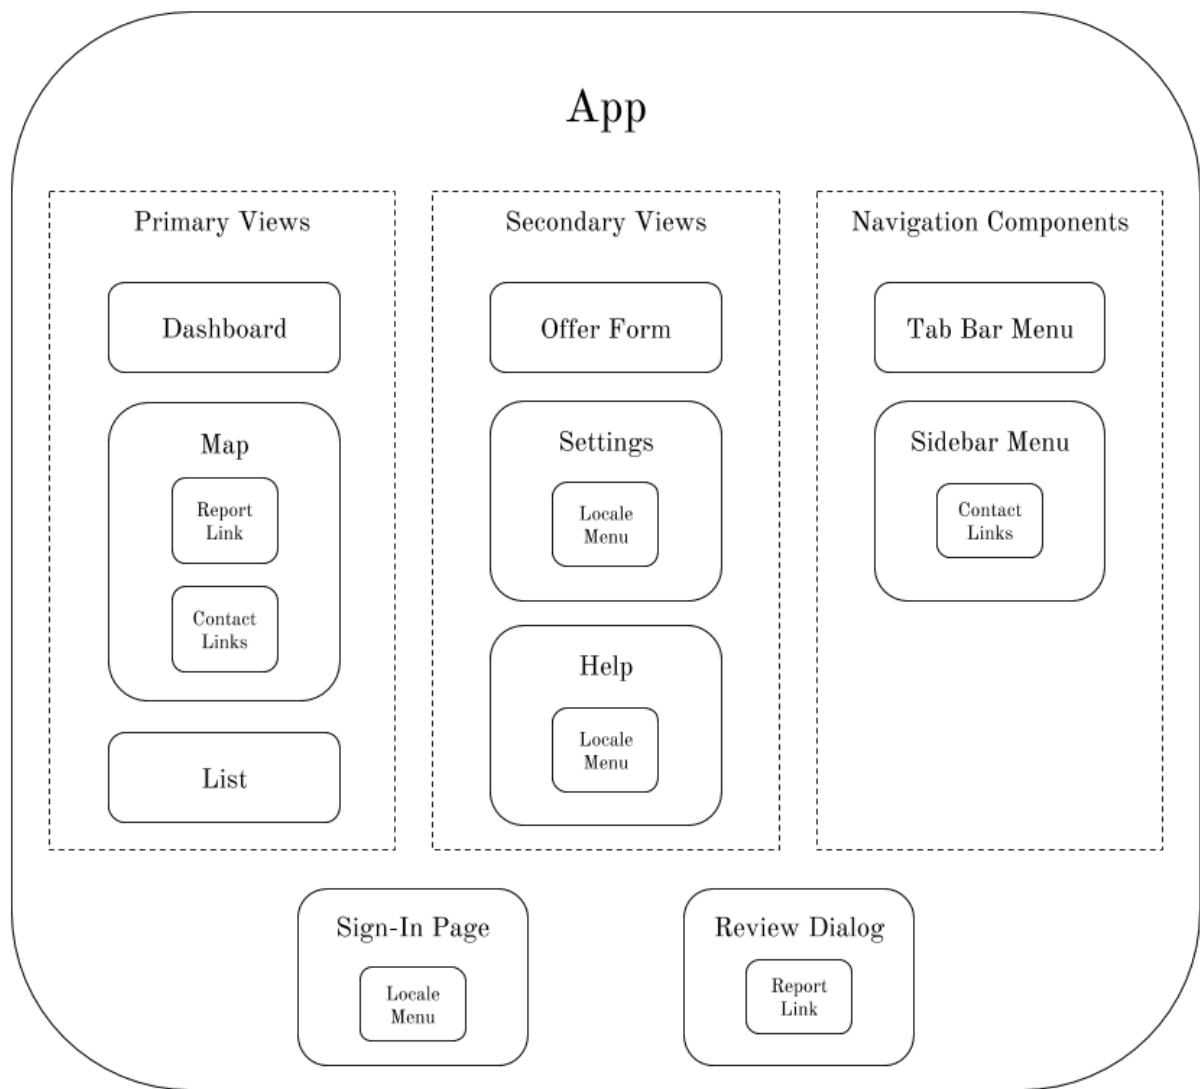 App
Primary Views
Dashboard
Map
Report
Link
Contact
Links
List
Secondary Views
Offer Form
Settings
Locale
Menu
Help
Locale
Menu
Navigation Components
Tab Bar Menu
Sidebar Menu
Contact
Links
Sign-In Page
Locale
Menu
Review Dialog
Report
Link